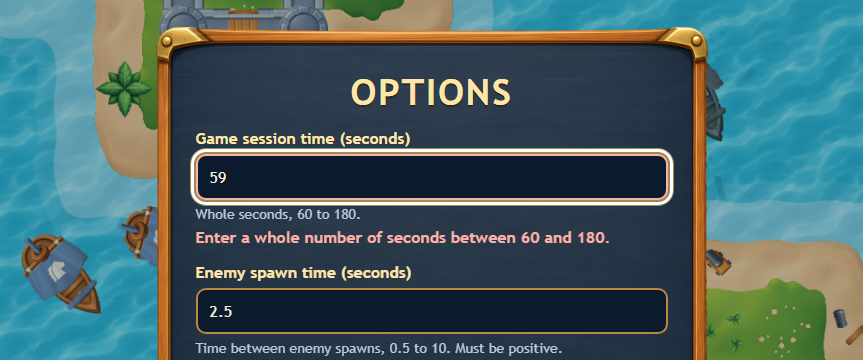 OPTIONS
Game session time (seconds)
59
Whole seconds, 60 to 180.
Enter a whole number of seconds between 60 and 180.
Enemy spawn time (seconds)
2.5
Time between enemy spawns, 0.5 to 10. Must be positive.